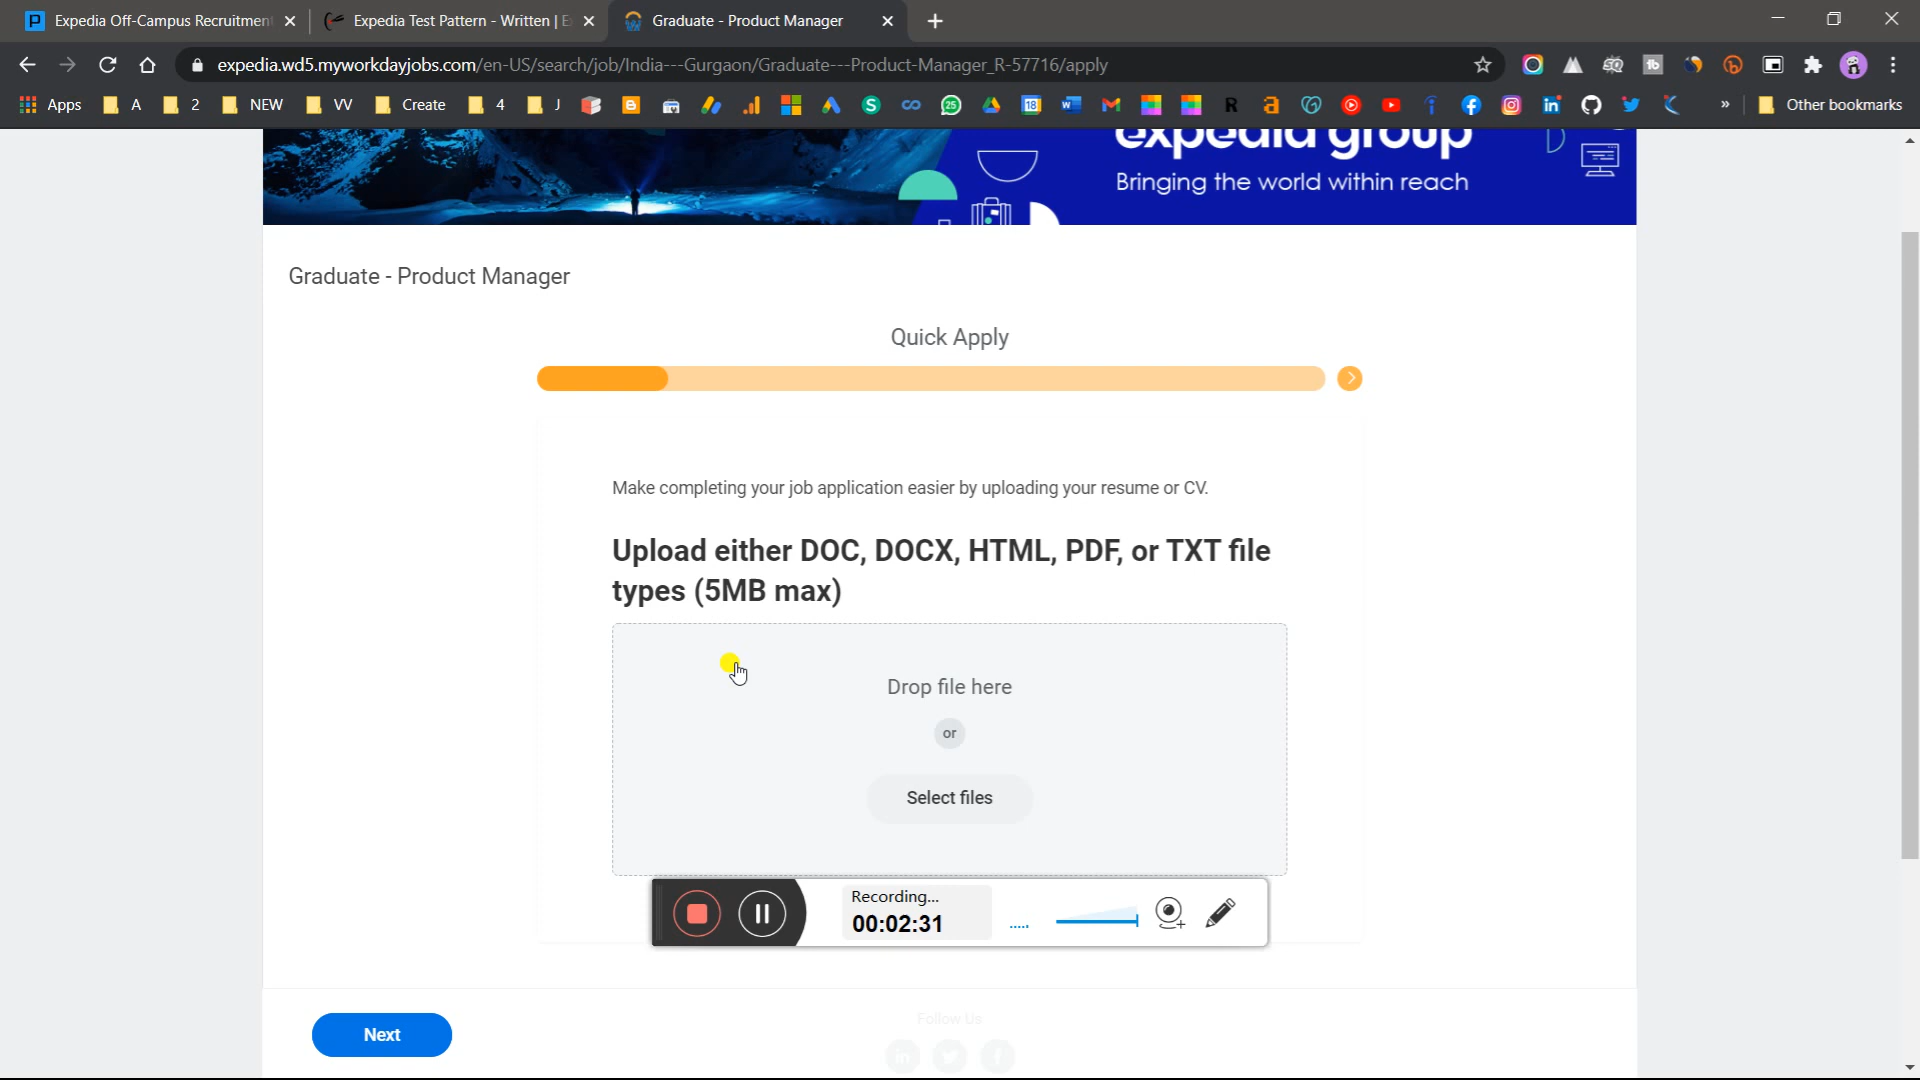 Expedia Off-Campus Recruitment
Expedia Test Pattern - Written | E
Graduate - Product Manager
expedia.wd5.myworkdayjobs.com/en-US/search/job/India---Gurgaon/Graduate---Product-Manager_R-57716/apply
Apps A 2 NEW VV Create 4 J Other bookmarks
expedia group
Bringing the world within reach
Graduate - Product Manager
Quick Apply
Make completing your job application easier by uploading your resume or CV.
Upload either DOC, DOCX, HTML, PDF, or TXT file
types (5MB max)
Drop file here
or
Select files
Recording...
00:02:31
Next
Follow Us